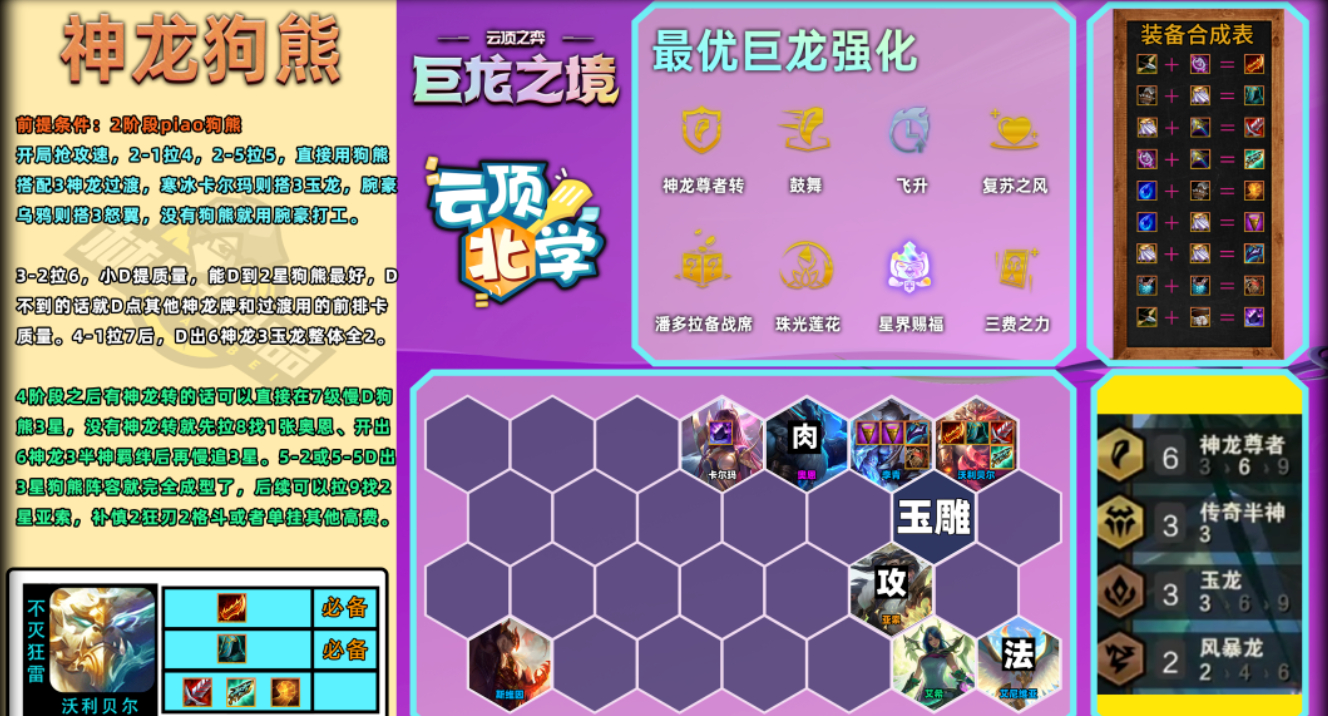 神龙狗熊
前提条件：2阶段piao狗熊
开局抢攻速，2-1拉4，2-5拉5，直接用狗熊
搭配3神龙过渡，寒冰卡尔玛则搭3玉龙，腕豪
乌鸦则搭3怒翼，没有狗熊就用腕豪打工。
3-2拉6，小D提质量，能D到2星狗熊最好，D
不到的话就D点其他神龙牌和过渡用的前排卡
质量。4-1拉7后，D出6神龙3玉龙整体全2。
4阶段之后有神龙转的话可以直接在7级慢D狗
熊3星，没有神龙转就先拉8找1张奥恩、开出
6神龙3半神羁绊后再慢追3星。5-2或5-5D出
3星狗熊阵容就完全成型了，后续可以拉9找2
星亚索，补慎2狂刃2格斗或者单挂其他高费。
不灭狂雷
沃利贝尔
必备
必备
云顶之弈
巨龙之境
云顶
北学
最优巨龙强化
神龙尊者转
鼓舞
飞升
复苏之风
潘多拉备战席
珠光莲花
星界赐福
三费之力
装备合成表
卡尔玛
肉
奥恩
李青
沃利贝尔
玉雕
攻
亚索
斯维因
艾希
法
艾尼维亚
6 神龙尊者
3 › 6 › 9
3 传奇半神
3
3 玉龙
3 › 6 › 9
2 风暴龙
2 › 4 › 6